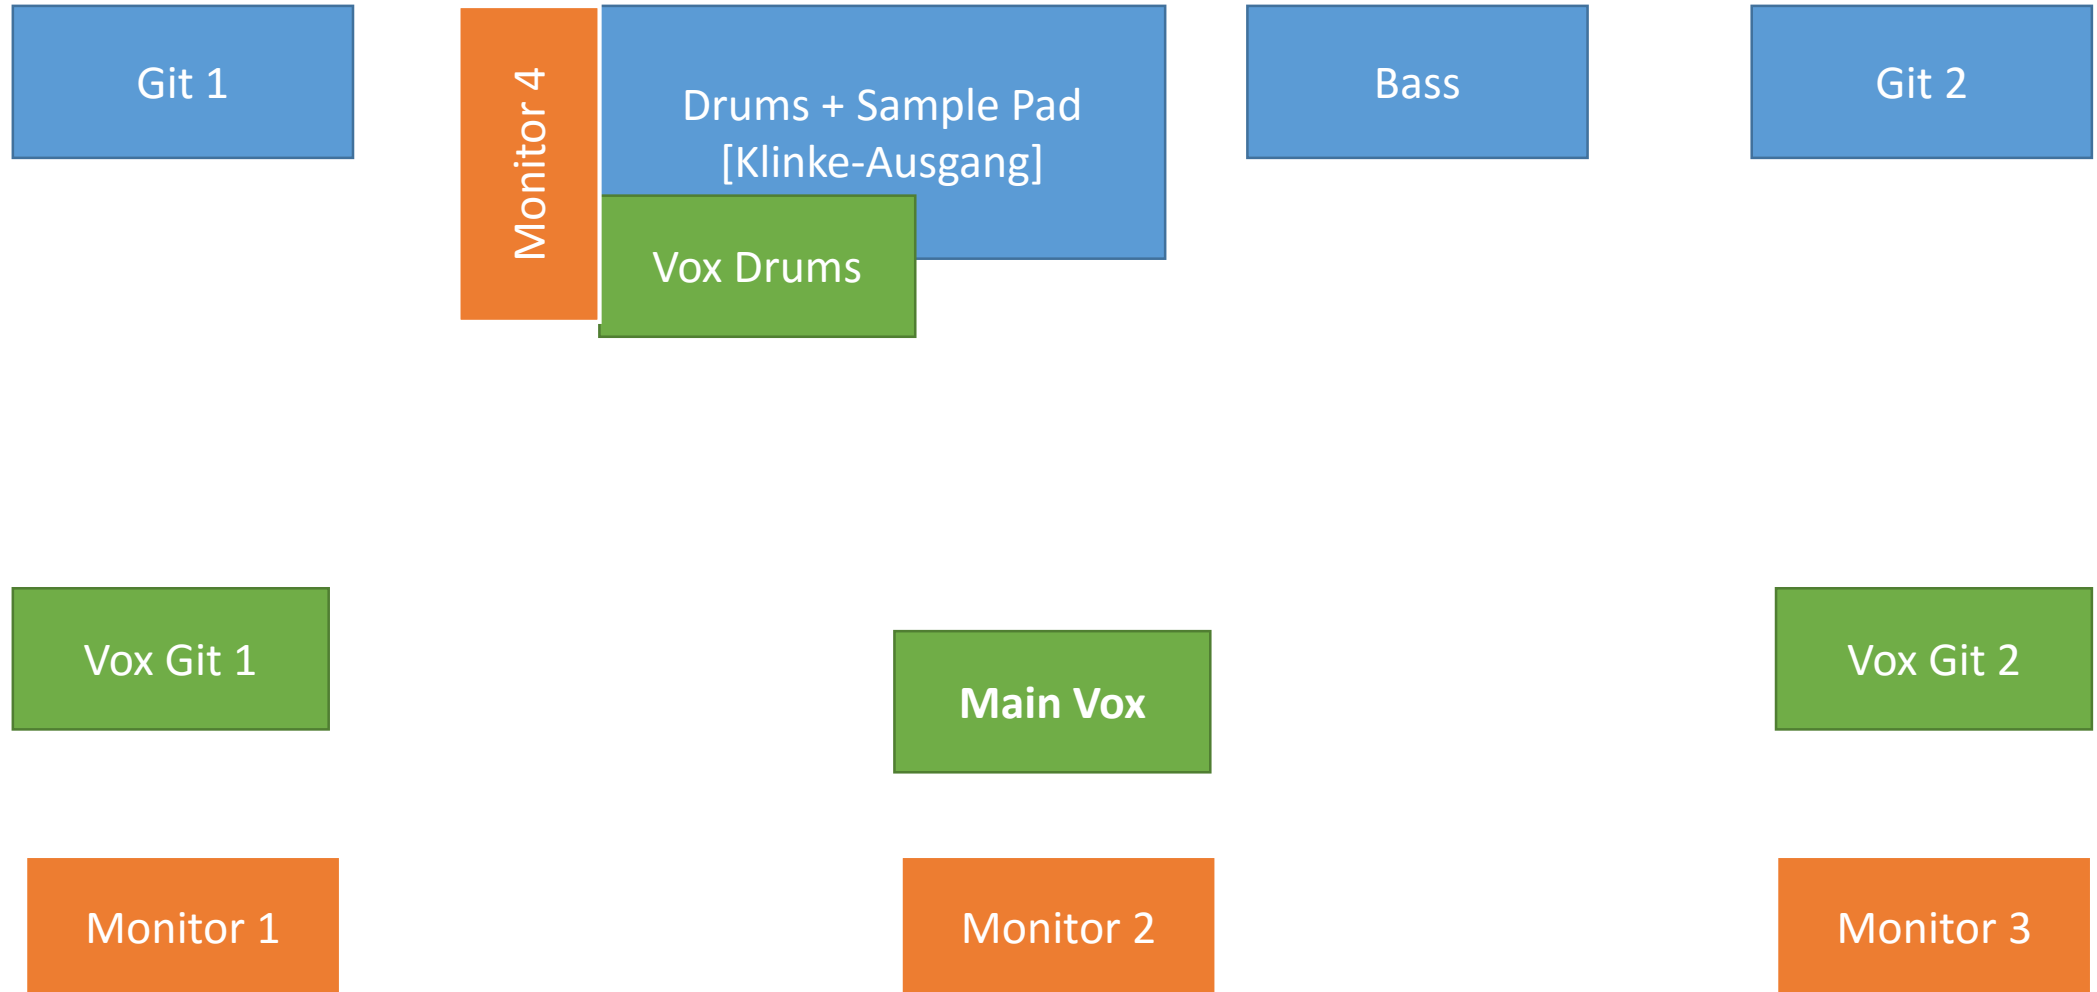 Git 1
Monitor 4
Drums + Sample Pad
[Klinke-Ausgang]
Bass
Git 2
Vox Drums
Vox Git 1
Main Vox
Vox Git 2
Monitor 1
Monitor 2
Monitor 3